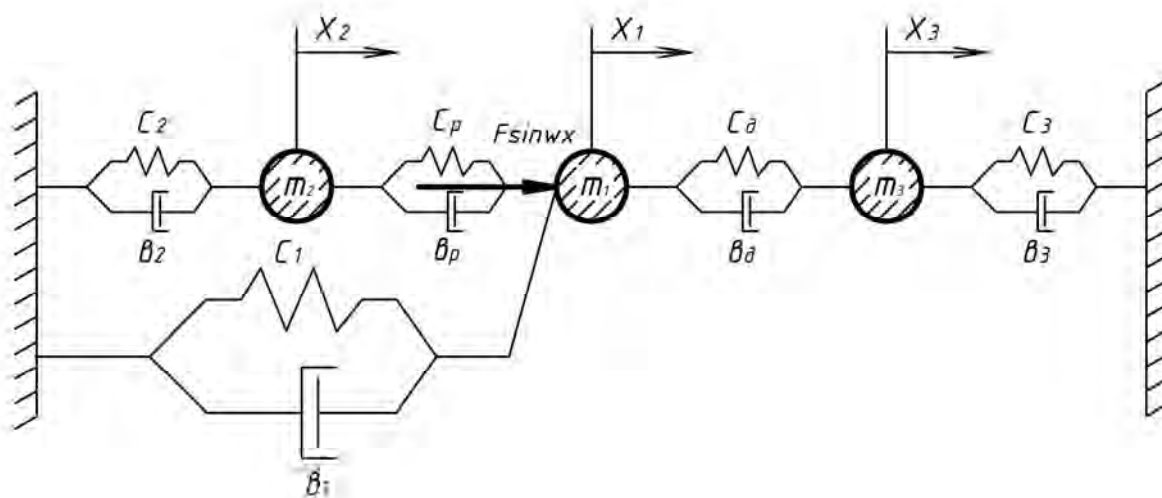 X2 X1 X3
C2 Cp Fsinwx Cд C3
m2 m1 m3
B2 Bp Bд B3
C1
B1